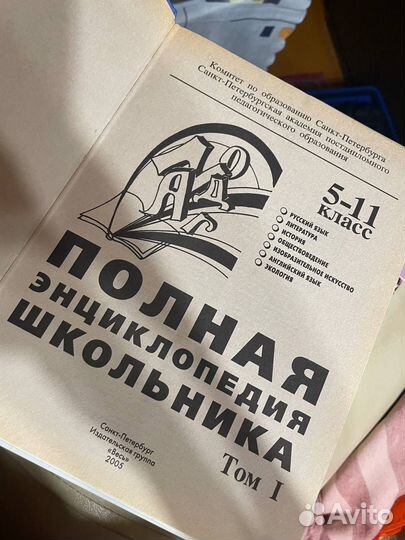 Комитет по образованию Санкт-Петербурга
Санкт-Петербургская академия постдипломного
педагогического образования
А Я Д О Г
5-11
класс
РУССКИЙ ЯЗЫК
ЛИТЕРАТУРА
ИСТОРИЯ
ОБЩЕСТВОВЕДЕНИЕ
ИЗОБРАЗИТЕЛЬНОЕ ИСКУССТВО
АНГЛИЙСКИЙ ЯЗЫК
ЭКОЛОГИЯ
ПОЛНАЯ
ЭНЦИКЛОПЕДИЯ
ШКОЛЬНИКА
Том I
Санкт-Петербург
Издательская группа
«Весь»
2005
Avito